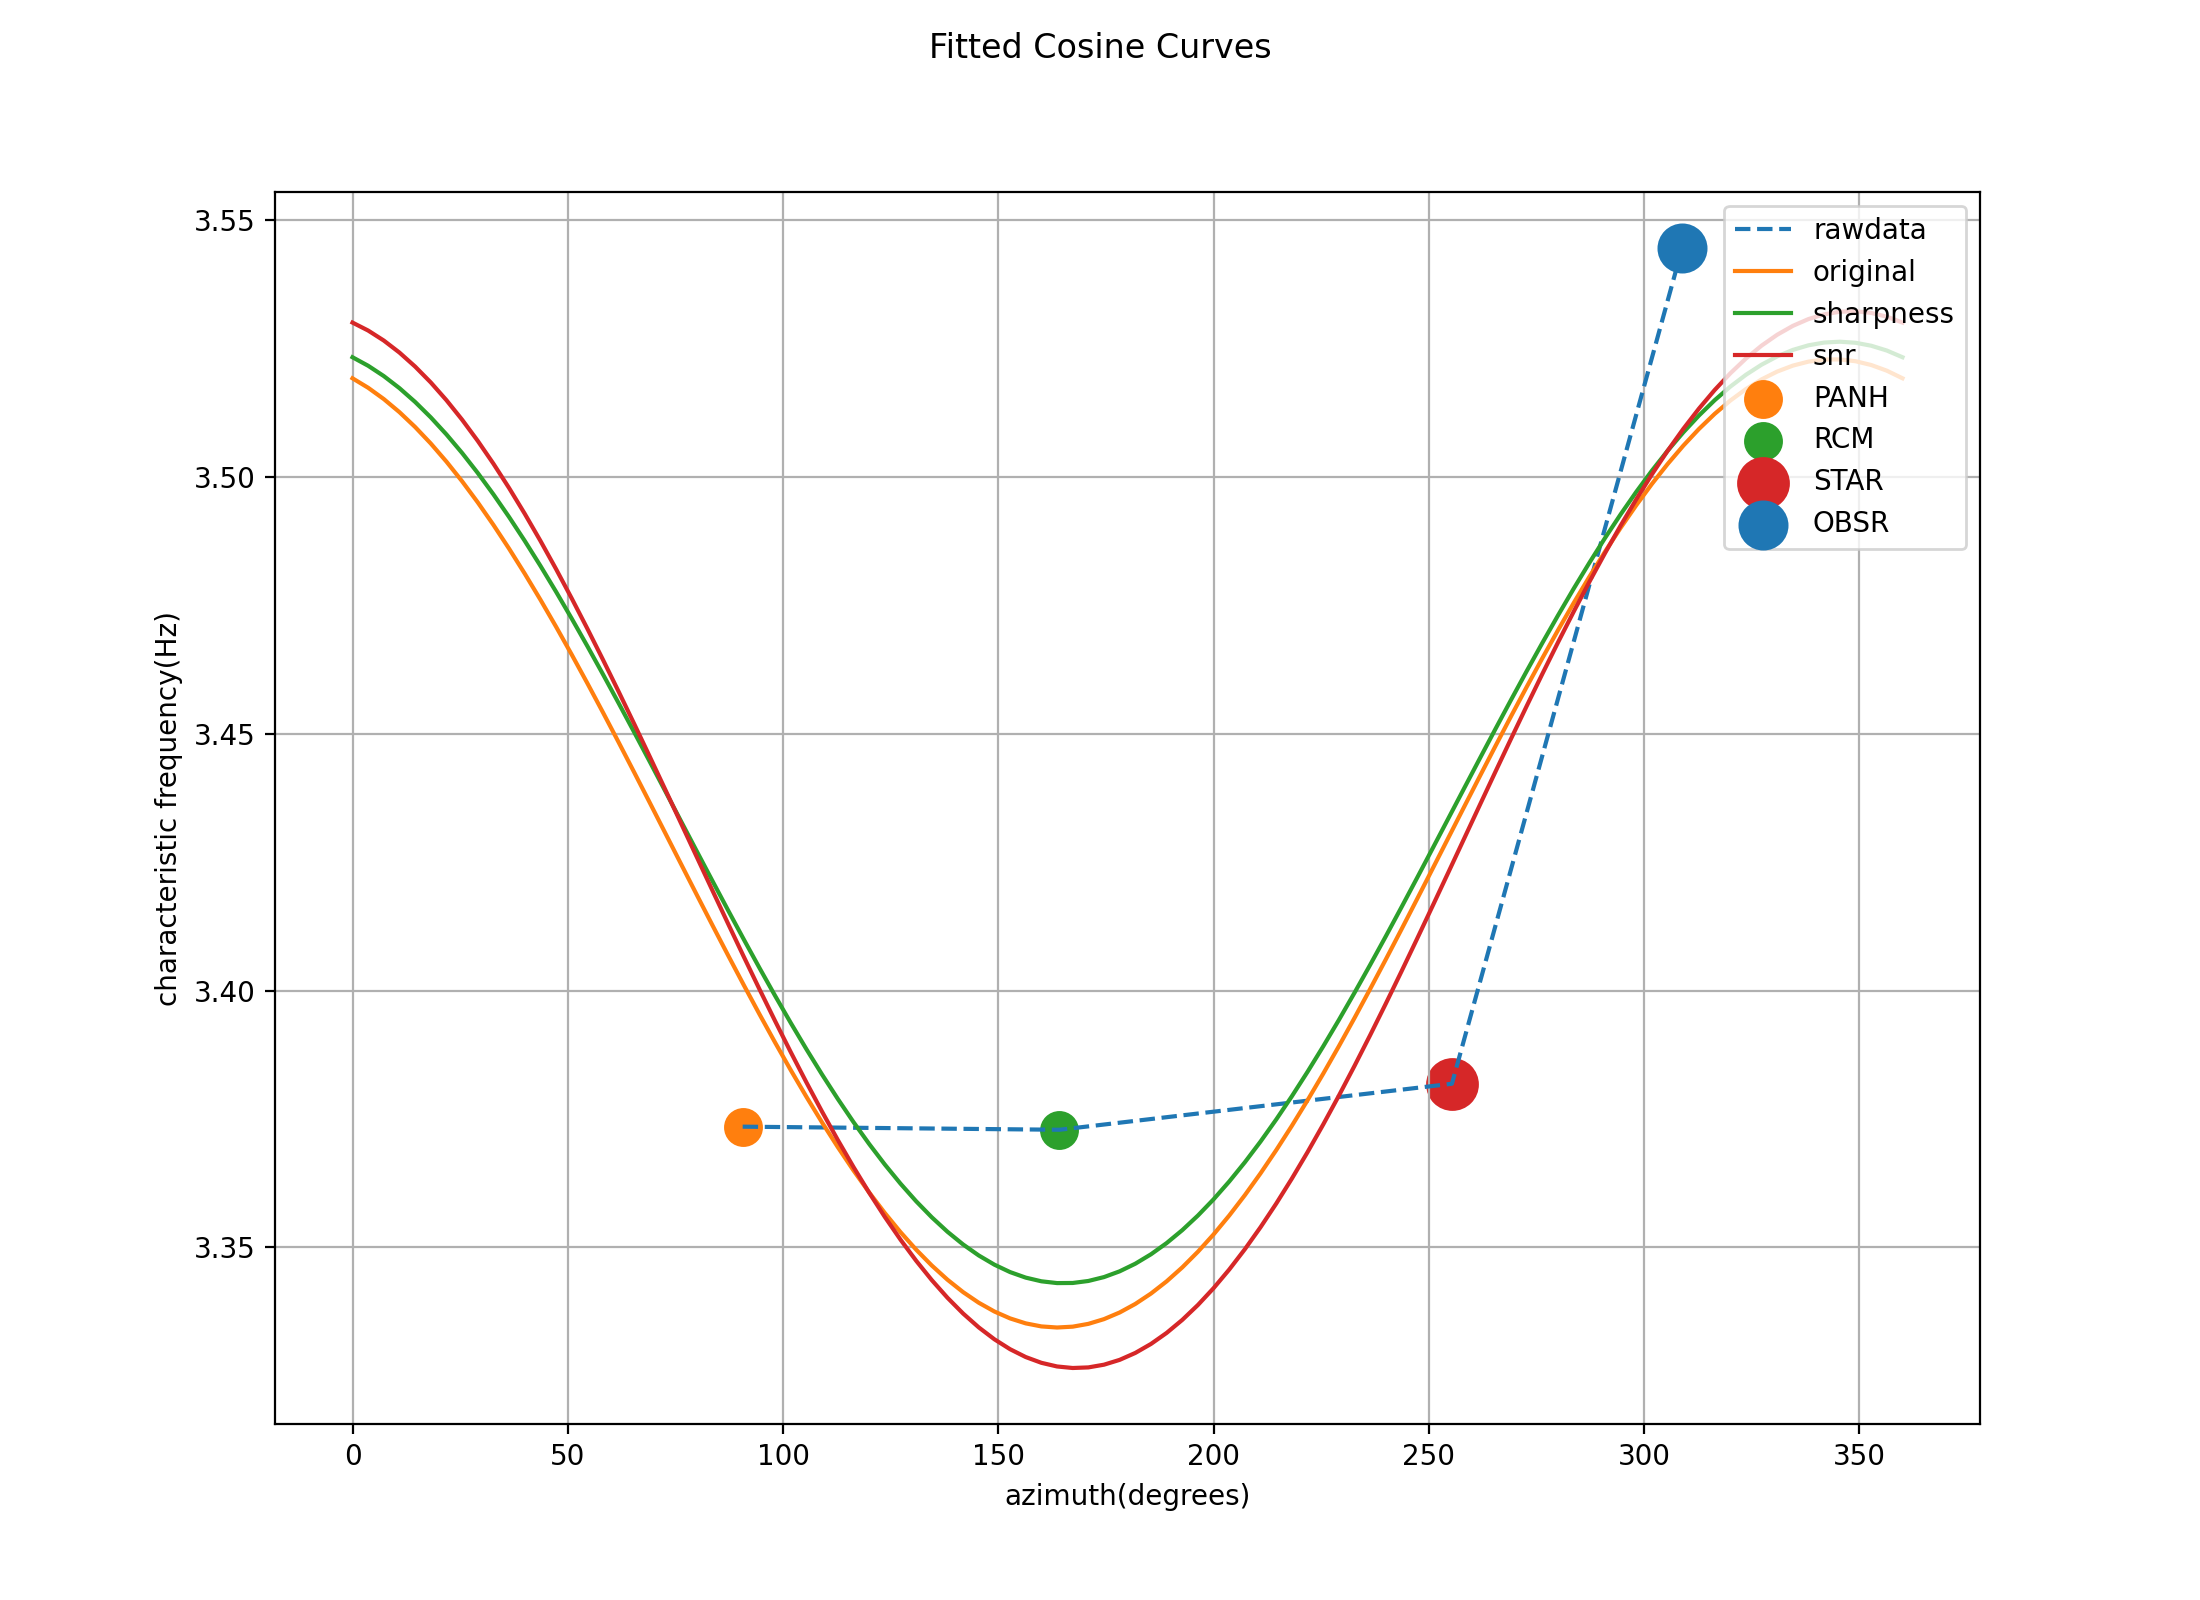 Fitted Cosine Curves
3.55
3.50
3.45
3.40
3.35
characteristic frequency(Hz)
rawdata
original
sharpness
snr
PANH
RCM
STAR
OBSR
0 50 100 150 200 250 300 350
azimuth(degrees)